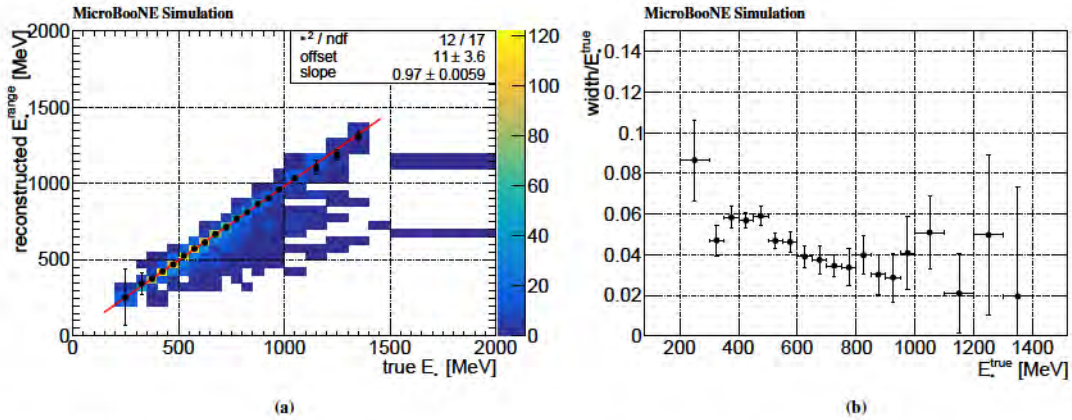 MicroBooNE Simulation
reconstructed E•^range [MeV]
2000
1500
1000
500
0
•² / ndf 12 / 17
offset 11 ± 3.6
slope 0.97 ± 0.0059
120
100
80
60
40
20
0
0 500 1000 1500 2000
true E• [MeV]
(a)
MicroBooNE Simulation
width/E•^true
0.14
0.12
0.1
0.08
0.06
0.04
0.02
0
200 400 600 800 1000 1200 1400
E•^true [MeV]
(b)